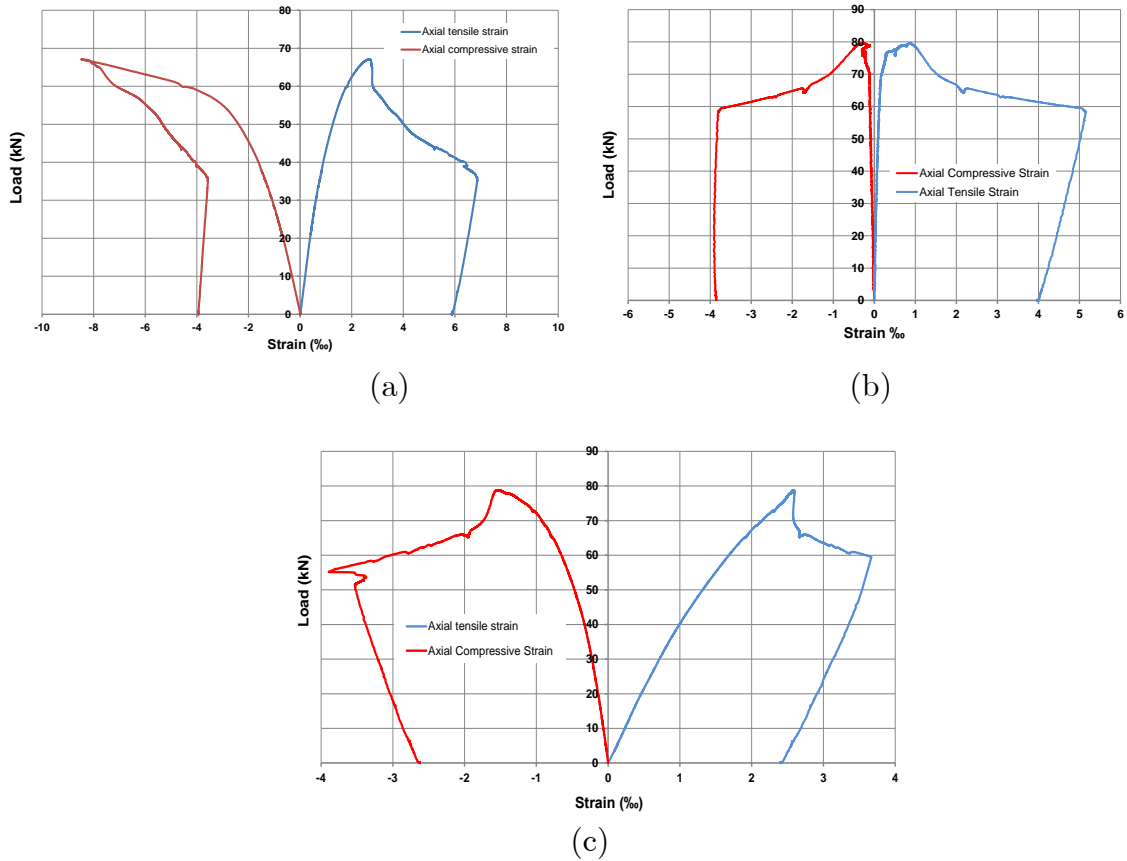 80
70
60
50
40
30
20
10
0
Load (kN)
Axial tensile strain
Axial compressive strain
-10 -8 -6 -4 -2 0 2 4 6 8 10
Strain (‰)
(a)
90
80
70
60
50
40
30
20
10
0
Load (kN)
Axial Compressive Strain
Axial Tensile Strain
-6 -5 -4 -3 -2 -1 0 1 2 3 4 5 6
Strain ‰
(b)
90
80
70
60
50
40
30
20
10
0
Load (kN)
Axial tensile strain
Axial Compressive Strain
-4 -3 -2 -1 0 1 2 3 4
Strain (‰)
(c)